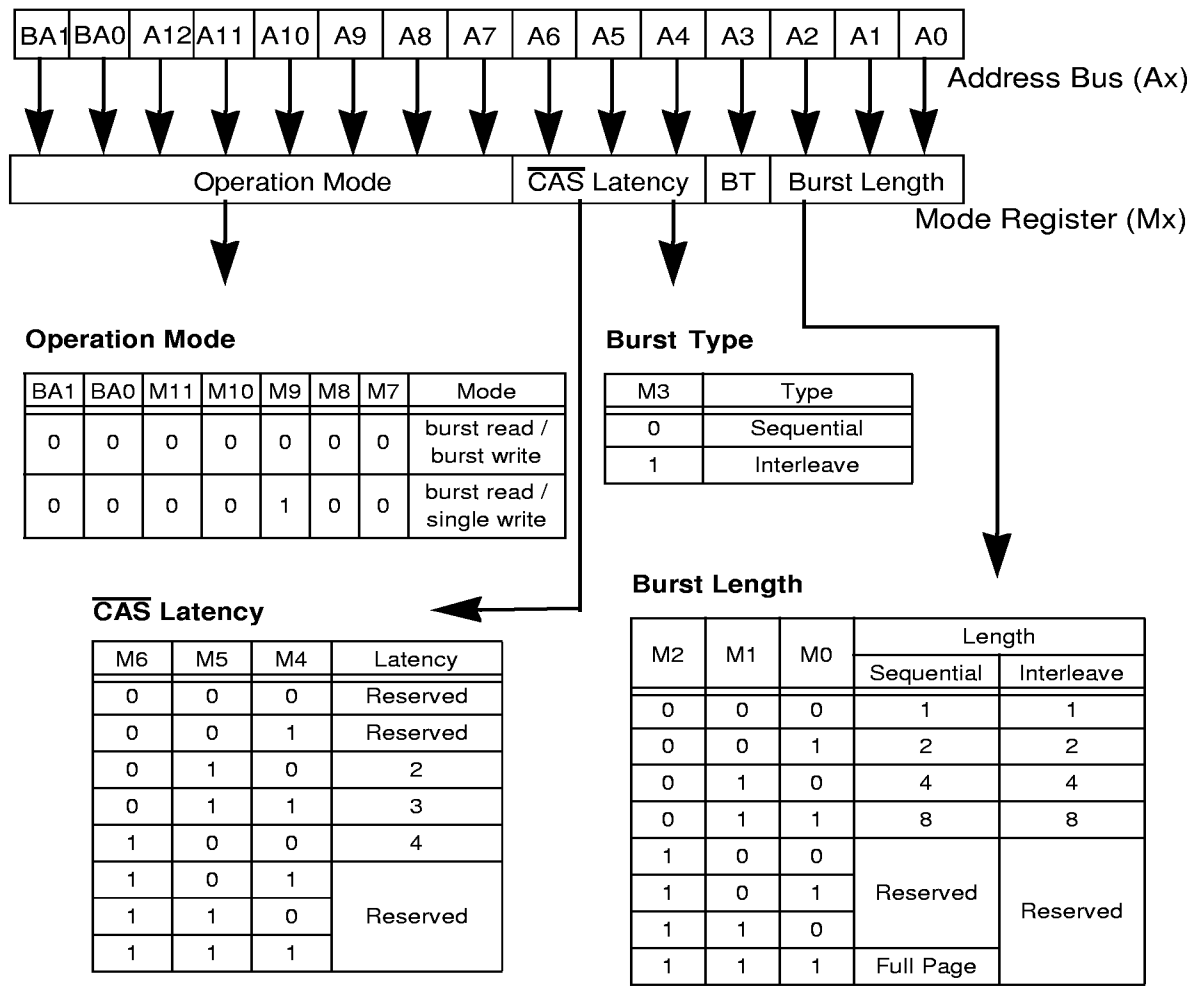 BA1 BA0 A12 A11 A10 A9 A8 A7 A6 A5 A4 A3 A2 A1 A0
Address Bus (Ax)
Operation Mode CAS Latency BT Burst Length
Mode Register (Mx)
Operation Mode
BA1 BA0 M11 M10 M9 M8 M7 Mode
0 0 0 0 0 0 0 burst read /
burst write
0 0 0 0 1 0 0 burst read /
single write
Burst Type
M3 Type
0 Sequential
1 Interleave
CAS Latency
M6 M5 M4 Latency
0 0 0 Reserved
0 0 1 Reserved
0 1 0 2
0 1 1 3
1 0 0 4
1 0 1
1 1 0 Reserved
1 1 1
Burst Length
M2 M1 M0 Length
Sequential Interleave
0 0 0 1 1
0 0 1 2 2
0 1 0 4 4
0 1 1 8 8
1 0 0
1 0 1 Reserved Reserved
1 1 0
1 1 1 Full Page